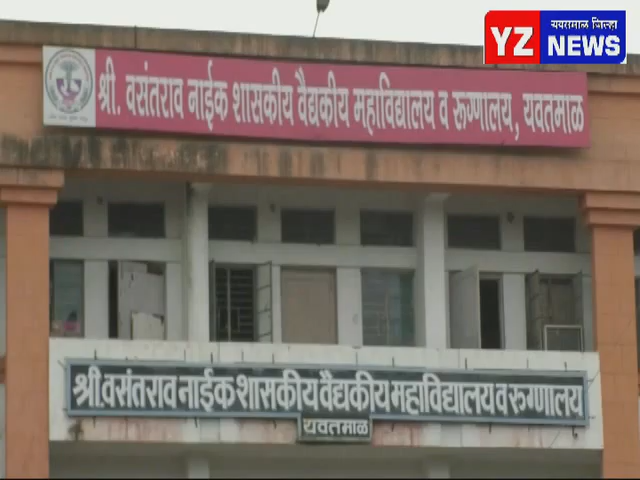 यवतमाळ जिल्हा
YZ NEWS
श्री. वसंतराव नाईक शासकीय वैद्यकीय महाविद्यालय व रुग्णालय, यवतमाळ
श्री.वसंतराव नाईक शासकीय वैद्यकीय महाविद्यालय व रुग्णालय
यवतमाळ